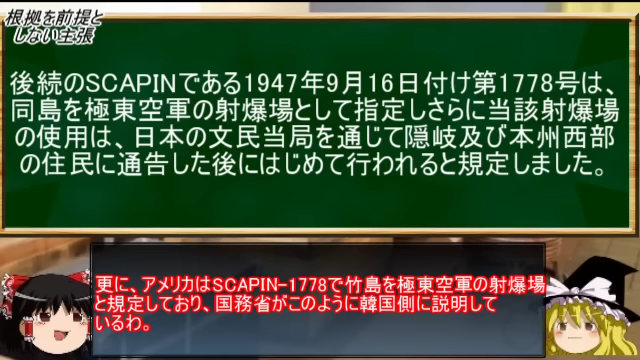 根拠を前提と
しない主張
後続のSCAPINである1947年9月16日付け第1778号は、
同島を極東空軍の射爆場として指定しさらに当該射爆場
の使用は、日本の文民当局を通じて隠岐及び本州西部
の住民に通告した後にはじめて行われると規定しました。
更に、アメリカはSCAPIN-1778で竹島を極東空軍の射爆場
と規定しており、国務省がこのように韓国側に説明して
いるわ。